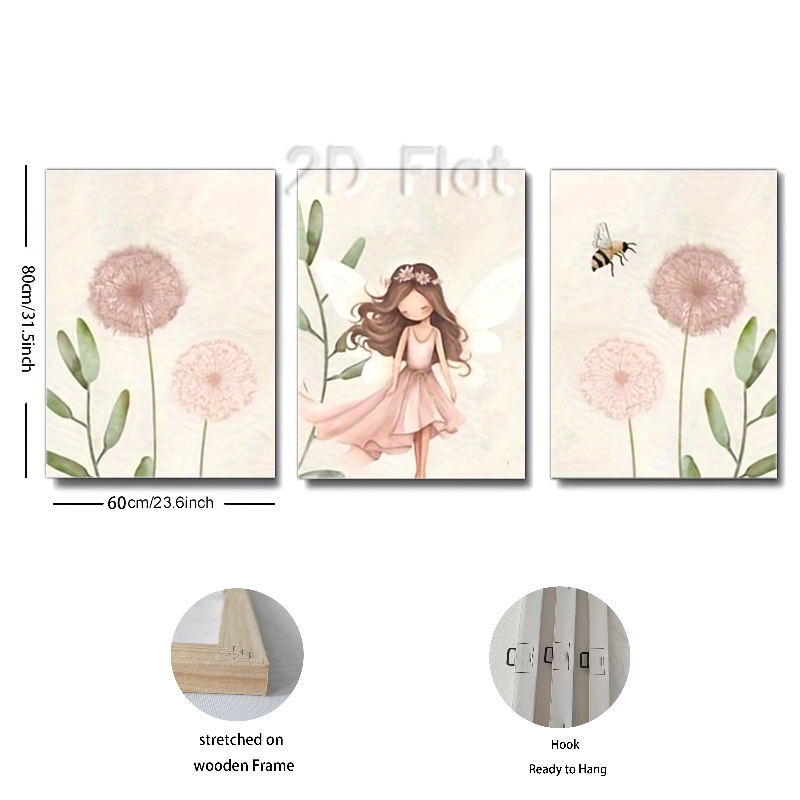 2D Flat
80cm/31.5inch
60cm/23.6inch
stretched on
wooden Frame
Hook
Ready to Hang